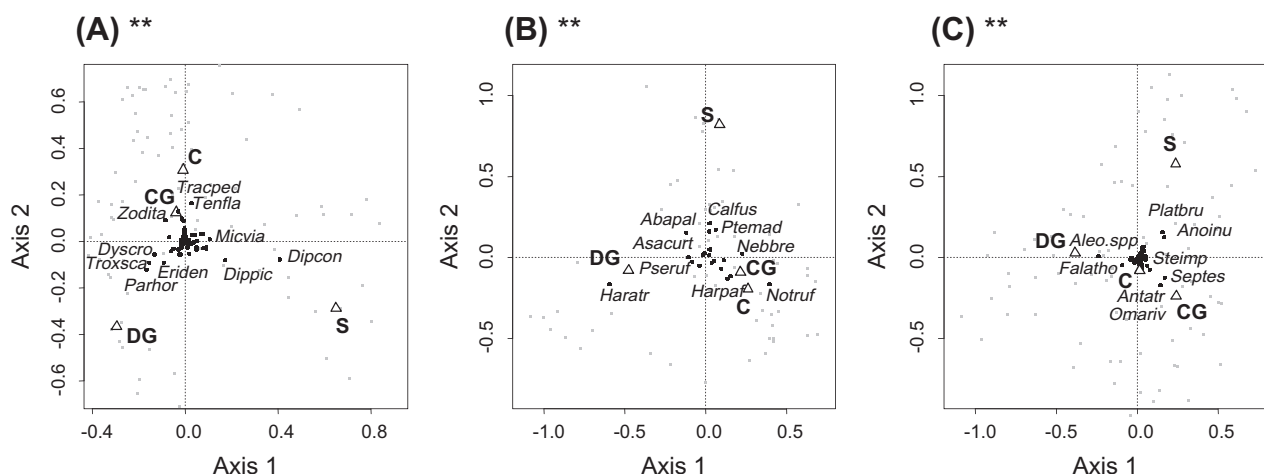 (A) **
0.6
0.4
0.2
0.0
-0.2
-0.4
-0.6
Axis 2
C
Tracped
CG
Tenfla
Zodita
Micvia
Dyscro
Troxsca
Eriden
Dipcon
Parhor
Dippic
DG
S
-0.4
0.0
0.4
0.8
Axis 1
(B) **
1.0
0.5
0.0
-0.5
Axis 2
S
Abapal
Calfus
Ptemad
Asacurt
Nebbre
DG
Pseruf
CG
Haratr
Harpaf
Notruf
C
-1.0
-0.5
0.0
0.5
Axis 1
(C) **
1.0
0.5
0.0
-0.5
Axis 2
S
Platbru
Anoinu
DG
Aleo.spp
Steimp
Falatho
Septes
C
Antatr
CG
Omariv
-1.0
-0.5
0.0
0.5
Axis 1